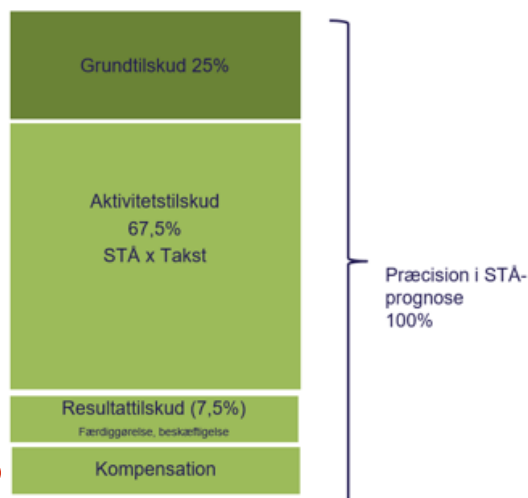 Grundtilskud 25%
Aktivitetstilskud
67,5%
STÅ x Takst
Resultattilskud (7,5%)
Færdiggørelse, beskæftigelse
Kompensation
Præcision i STÅ-
prognose
100%